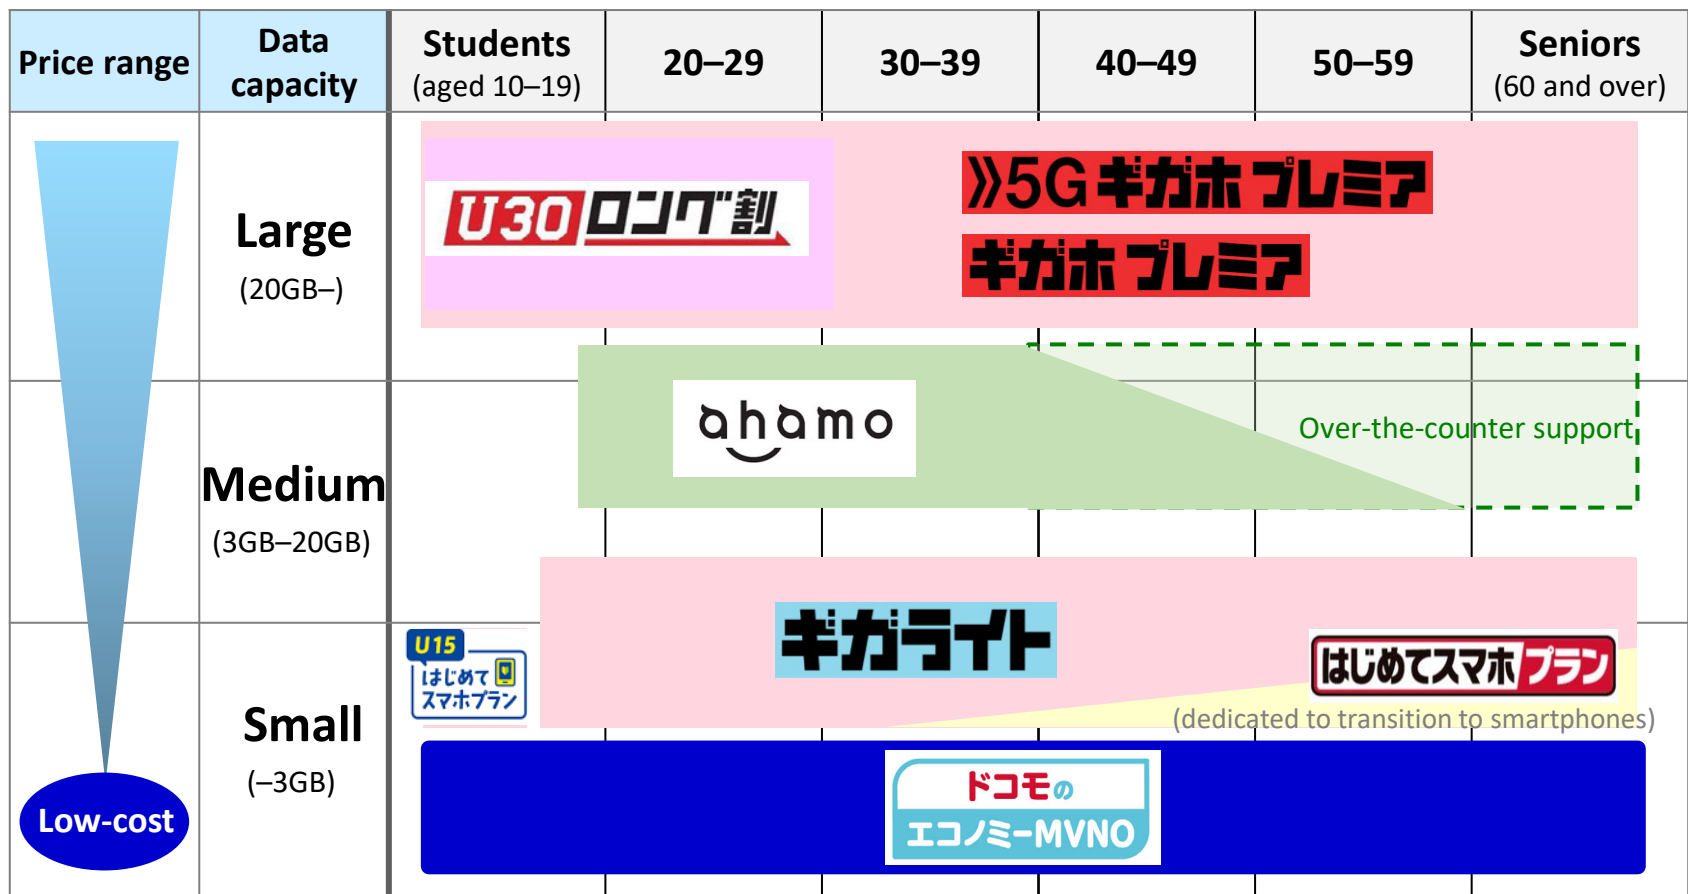 Price range
Data
capacity
Students
(aged 10–19)
20–29
30–39
40–49
50–59
Seniors
(60 and over)
Large
(20GB–)
U30ロング割
5G ギガホ プレミア
ギガホ プレミア
ahamo
Over-the-counter support
Medium
(3GB–20GB)
ギガライト
U15
はじめて
スマホプラン
はじめてスマホプラン
(dedicated to transition to smartphones)
Small
(–3GB)
Low-cost
ドコモの
エコノミーMVNO